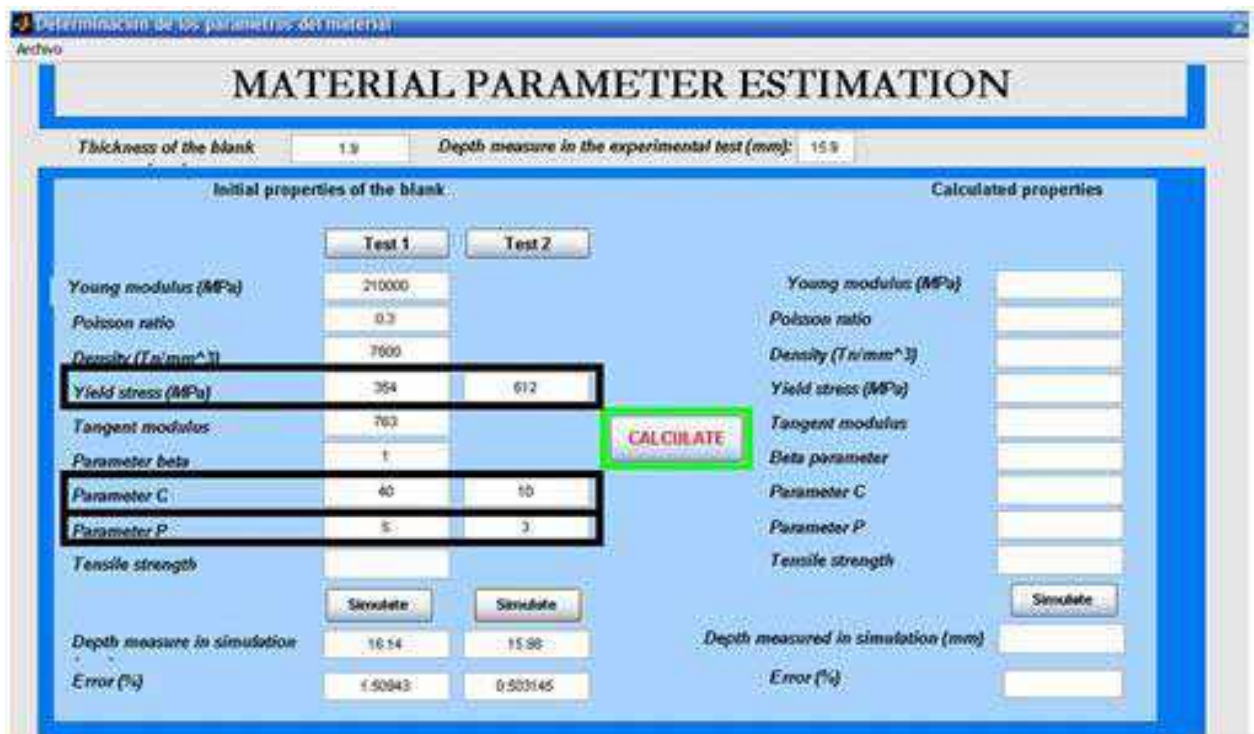 Determinacion de los parametros del material
Archivo
MATERIAL PARAMETER ESTIMATION
Thickness of the blank 1.9 Depth measure in the experimental test (mm): 15.9
Initial properties of the blank Calculated properties
Test 1 Test 2
Young modulus (MPa) 210000 Young modulus (MPa)
Poisson ratio 0.3 Poisson ratio
Density (Tn/mm^3) Density (Tn/mm^3)
Yield stress (MPa) 354 612 Yield stress (MPa)
Tangent modulus 763 Tangent modulus
CALCULATE
Parameter beta 1 Beta parameter
Parameter C 40 10 Parameter C
Parameter P 5 3 Parameter P
Tensile strength Tensile strength
Simulate Simulate Simulate
Depth measure in simulation 16.14 15.98 Depth measured in simulation (mm)
Error (%) 1.50943 0.503145 Error (%)